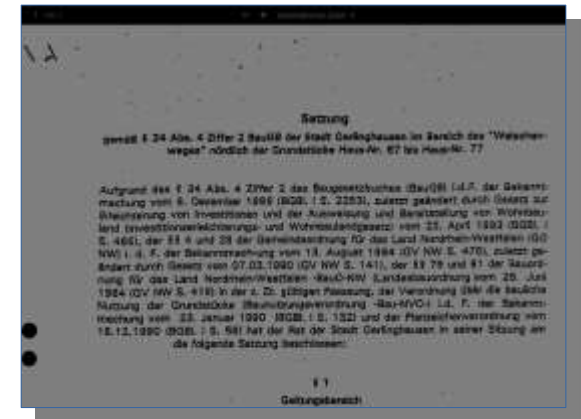 Satzung
gemäß § 34 Abs. 4 Ziffer 2 BauGB der Stadt Gerlinghausen im Bereich des "Welschen-
weges" nördlich der Grundstücke Haus-Nr. 67 bis Haus-Nr. 77
Aufgrund des § 34 Abs. 4 Ziffer 2 des Baugesetzbuches (BauGB) i.d.F. der Bekannt-
machung vom 8. Dezember 1986 (BGBl. I S. 2253), zuletzt geändert durch Gesetz zur
Erleichterung von Investitionen und der Ausweisung und Bereitstellung von Wohnbau-
land (Investitionserleichterungs- und Wohnbaulandgesetz) vom 22. April 1993 (BGBl. I
S. 466), der §§ 4 und 28 der Gemeindeordnung für das Land Nordrhein-Westfalen (GO
NW) i. d. F. der Bekanntmachung vom 13. August 1984 (GV NW S. 475), zuletzt ge-
ändert durch Gesetz vom 07.03.1990 (GV NW S. 141), der §§ 79 und 81 der Bauord-
nung für das Land Nordrhein-Westfalen -BauO-NW (Landesbauordnung vom 26. Juni
1984 (GV NW S. 419) in der z. Zt. gültigen Fassung, der Verordnung über die bauliche
Nutzung der Grundstücke (Baunutzungsverordnung -BauNVO-) i.d. F. der Bekannt-
machung vom 23. Januar 1990 (BGBl. I S. 132) und der Planzeichenverordnung vom
18.12.1990 (BGBl. I S. 58) hat der Rat der Stadt Gerlinghausen in seiner Sitzung am
die folgende Satzung beschlossen:
§ 1
Geltungsbereich